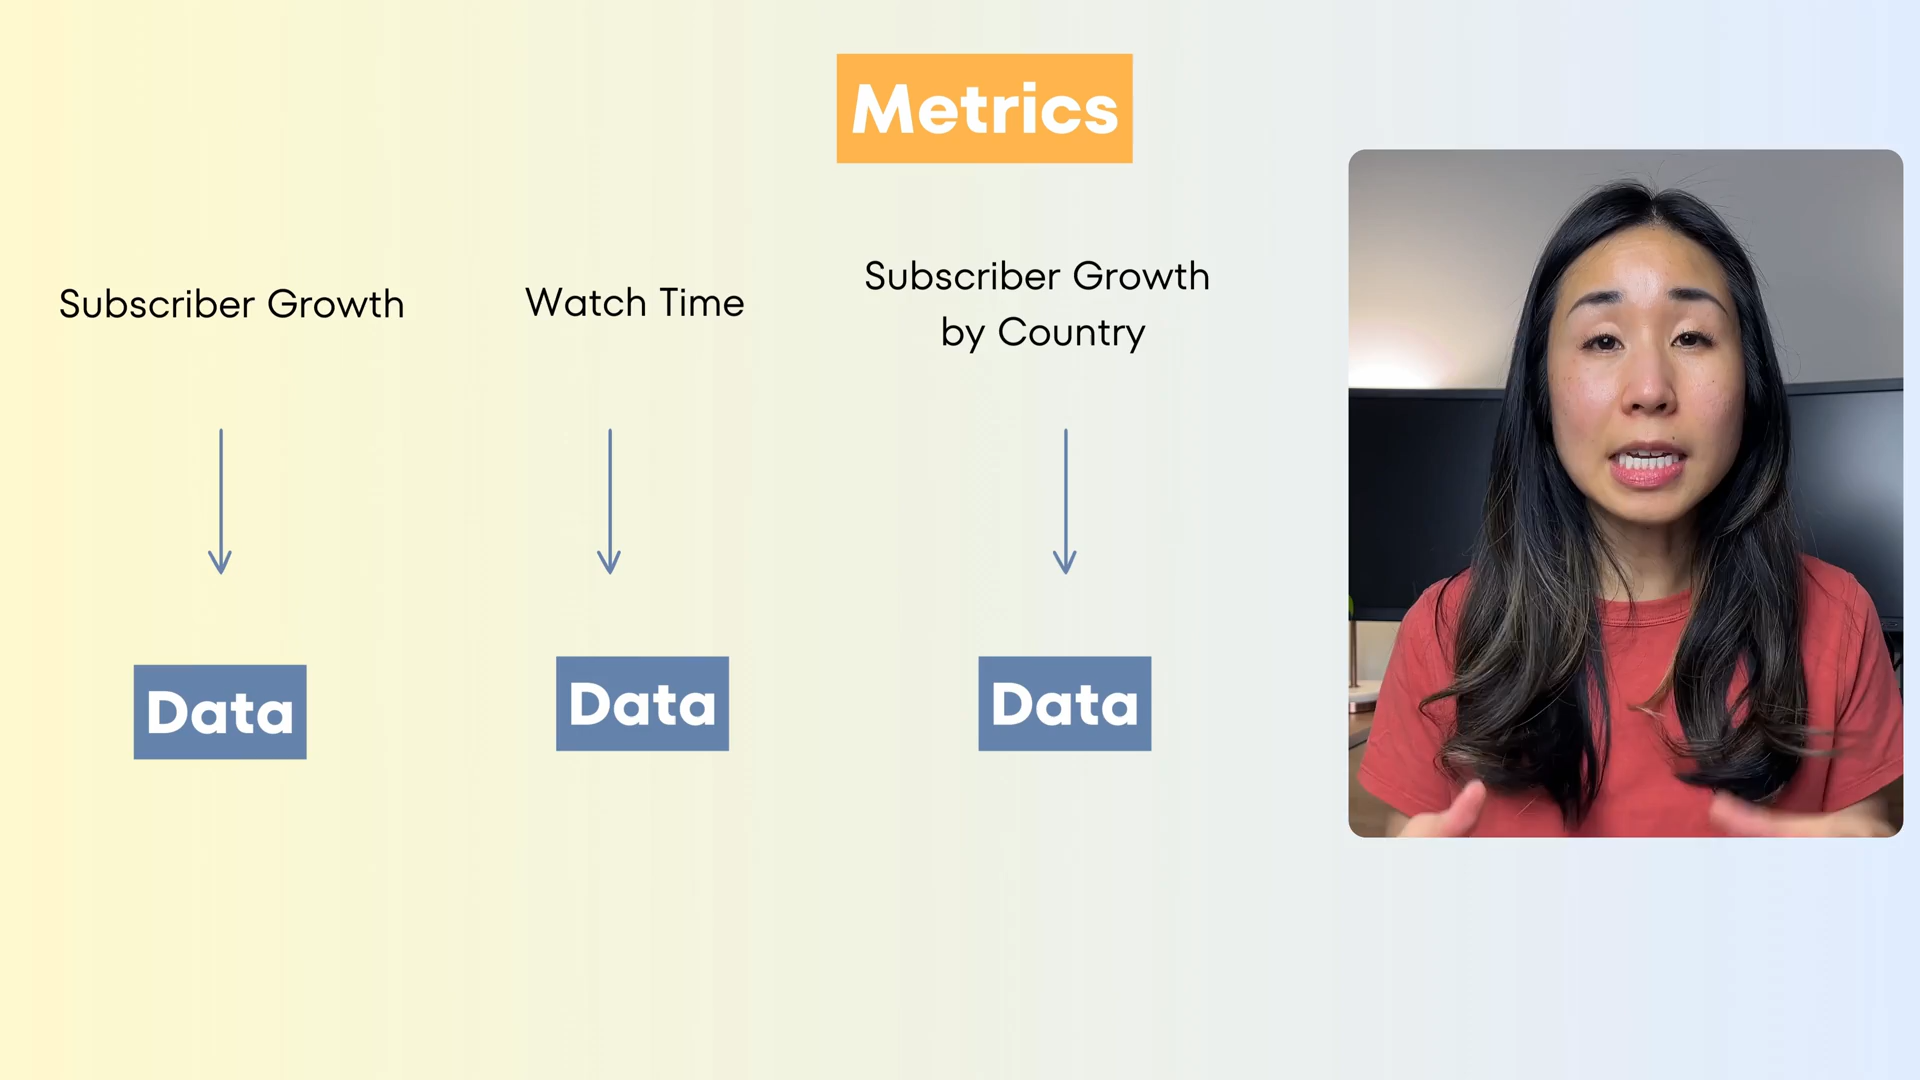 Metrics
Subscriber Growth
Watch Time
Subscriber Growth
by Country
Data
Data
Data